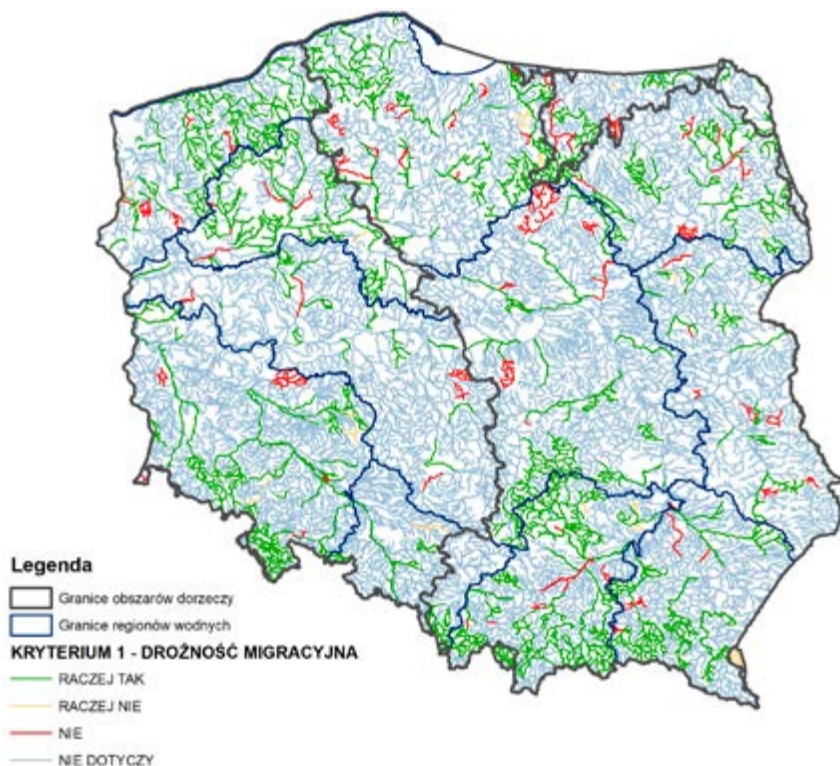 Legenda
Granice obszarów dorzeczy
Granice regionów wodnych
KRYTERIUM 1 - DROŻNOŚĆ MIGRACYJNA
RACZEJ TAK
RACZEJ NIE
NIE
NIE DOTYCZY